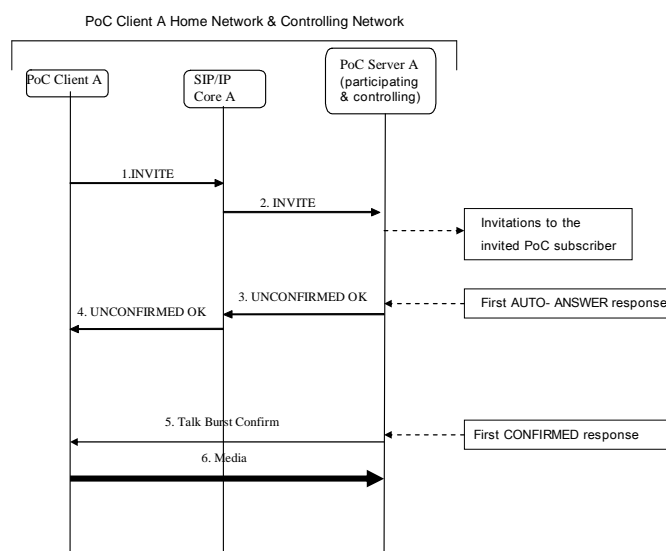 PoC Client A Home Network & Controlling Network
PoC Client A
SIP/IP
Core A
PoC Server A
(participating
& controlling)
1.INVITE
2. INVITE
Invitations to the
invited PoC subscriber
3. UNCONFIRMED OK
First AUTO- ANSWER response
4. UNCONFIRMED OK
5. Talk Burst Confirm
First CONFIRMED response
6. Media